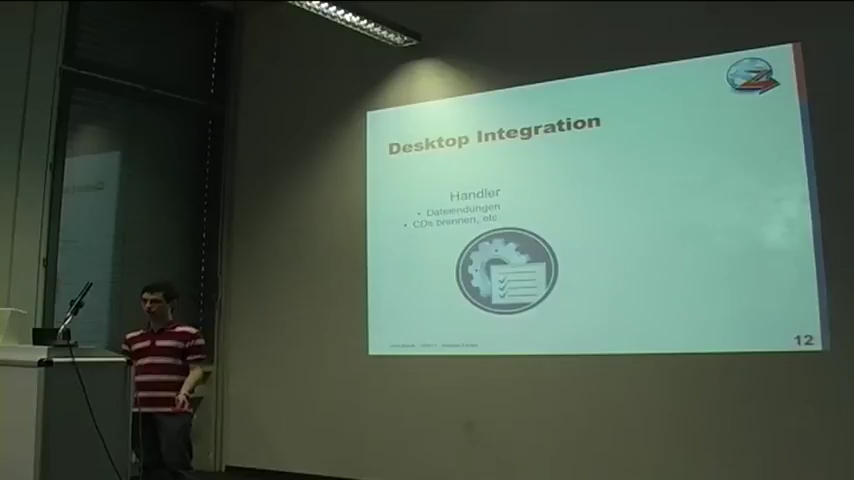 Desktop Integration
Handler
• Dateiendungen
• CDs brennen, etc
12